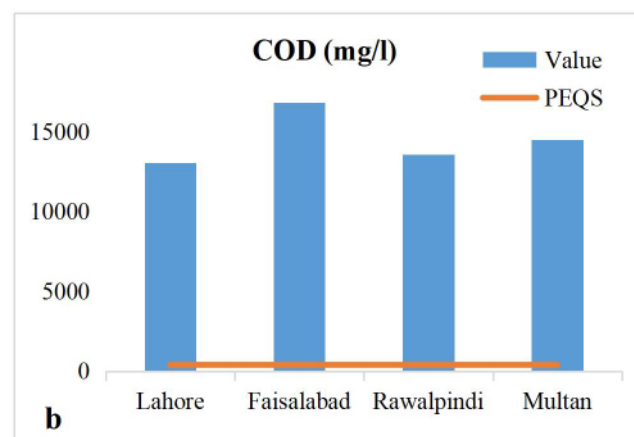 COD (mg/l)
Value
PEQS
15000
10000
5000
0
Lahore Faisalabad Rawalpindi Multan
b